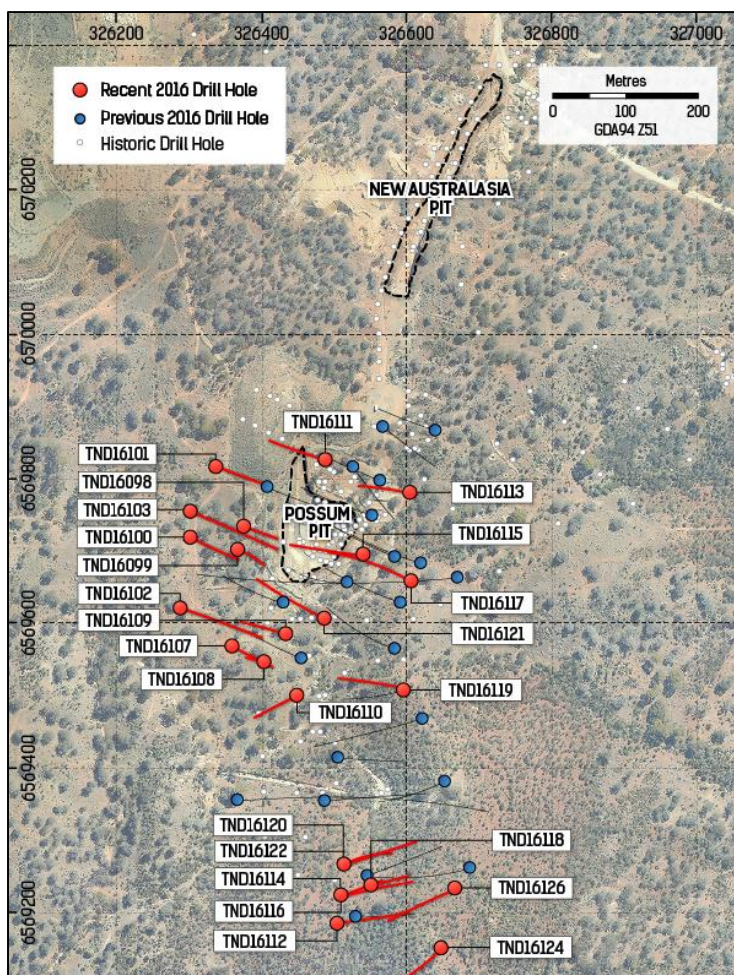 326200
326400
326600
326800
327000
Recent 2016 Drill Hole
Previous 2016 Drill Hole
Historic Drill Hole
Metres
0
100
200
GDA94 Z51
6570200
NEW AUSTRALASIA
PIT
6570000
TND16111
TND16101
6569800
TND16098
TND16113
TND16103
POSSUM
PIT
TND16115
TND16100
TND16099
TND16117
TND16102
6569600
TND16121
TND16109
TND16107
TND16108
TND16119
TND16110
6569400
TND16120
TND16118
TND16122
TND16114
TND16126
6569200
TND16116
TND16112
TND16124